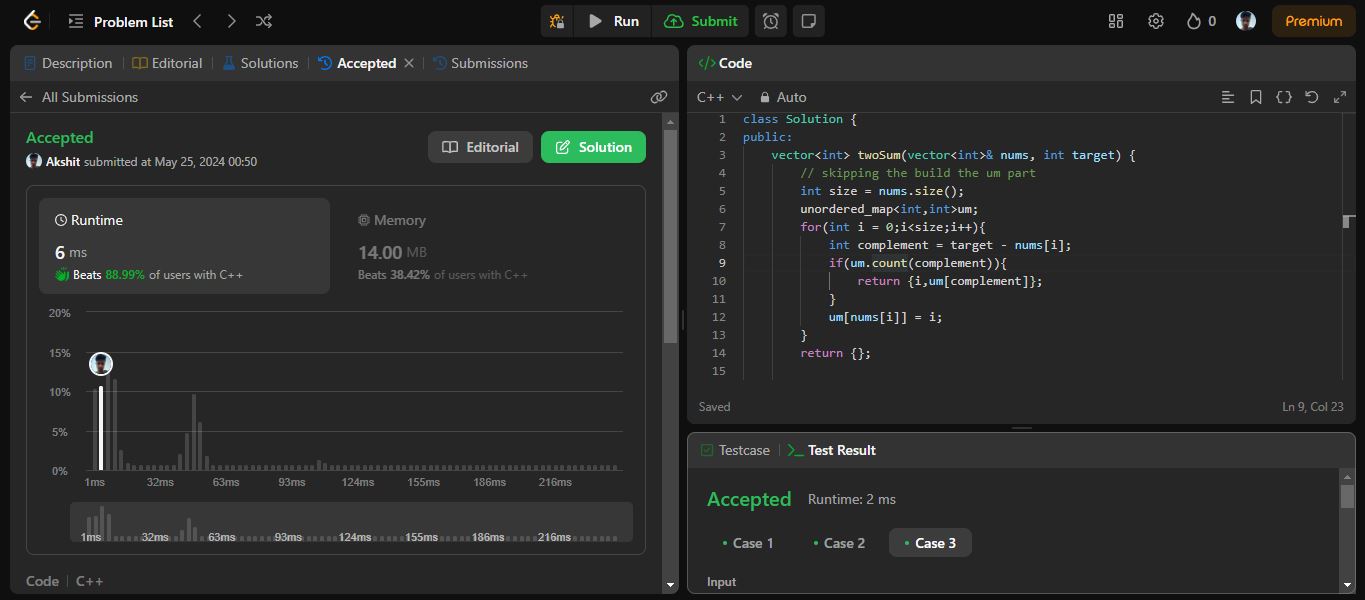 Problem List
Run
Submit
0
Premium
Description
Editorial
Solutions
Accepted
Submissions
All Submissions
Accepted
Akshit submitted at May 25, 2024 00:50
Editorial
Solution
Runtime
6 ms
Beats 88.99% of users with C++
Memory
14.00 MB
Beats 38.42% of users with C++
20%
15%
10%
5%
0%
1ms 32ms 63ms 93ms 124ms 155ms 186ms 216ms
1ms 32ms 63ms 93ms 124ms 155ms 186ms 216ms
Code | C++
</> Code
C++ Auto
1 class Solution {
2 public:
3     vector<int> twoSum(vector<int>& nums, int target) {
4         // skipping the build the um part
5         int size = nums.size();
6         unordered_map<int,int>um;
7         for(int i = 0;i<size;i++){
8             int complement = target - nums[i];
9             if(um.count(complement)){
10                 return {i,um[complement]};
11             }
12             um[nums[i]] = i;
13         }
14         return {};
15
Saved
Ln 9, Col 23
Testcase
Test Result
Accepted Runtime: 2 ms
• Case 1 • Case 2 • Case 3
Input